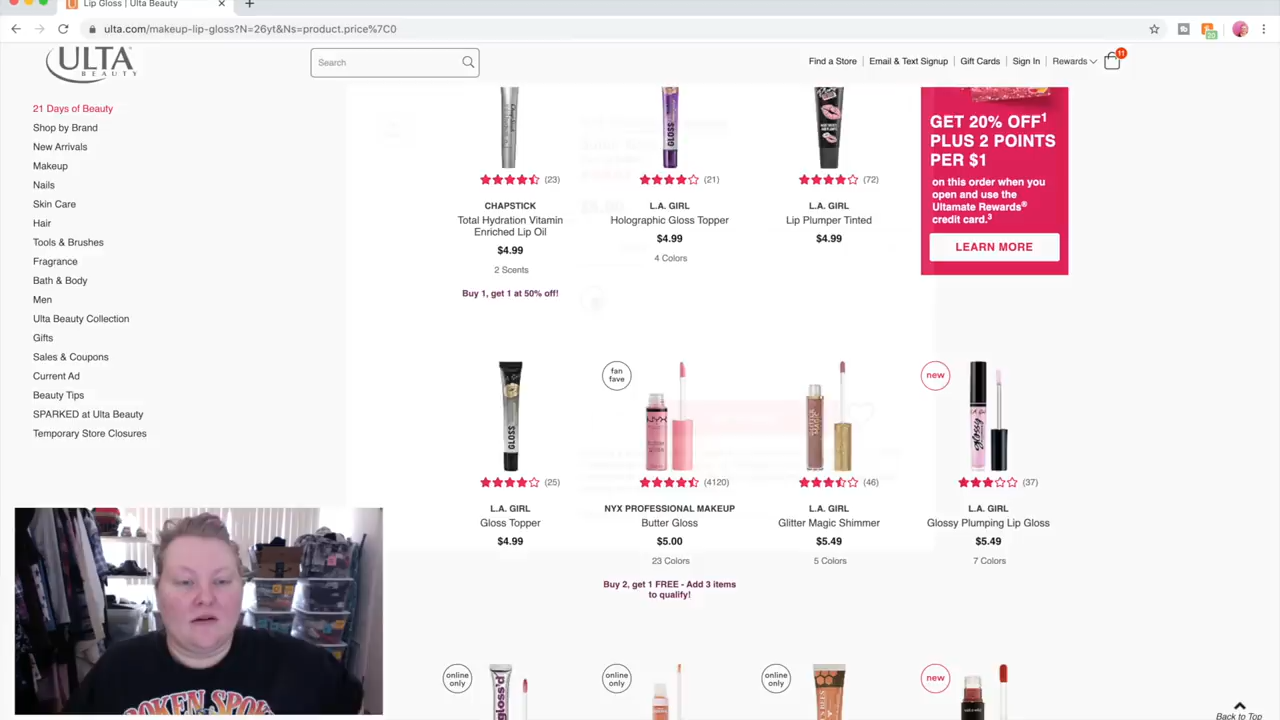 Lip Gloss | Ulta Beauty
ulta.com/makeup-lip-gloss?N=26yt&Ns=product.price%7C0
20
ULTA
BEAUTY
Search
Find a Store
Email & Text Signup
Gift Cards
Sign In
Rewards
11
21 Days of Beauty
Shop by Brand
New Arrivals
Makeup
Nails
Skin Care
Hair
Tools & Brushes
Fragrance
Bath & Body
Men
Ulta Beauty Collection
Gifts
Sales & Coupons
Current Ad
Beauty Tips
SPARKED at Ulta Beauty
Temporary Store Closures
(23)
CHAPSTICK
Total Hydration Vitamin
Enriched Lip Oil
$4.99
2 Scents
Buy 1, get 1 at 50% off!
GLOSS
(21)
L.A. GIRL
Holographic Gloss Topper
$4.99
4 Colors
(72)
L.A. GIRL
Lip Plumper Tinted
$4.99
GET 20% OFF1
PLUS 2 POINTS
PER $1
on this order when you
open and use the
Ultamate Rewards®
credit card.3
LEARN MORE
GLOSS
(25)
L.A. GIRL
Gloss Topper
$4.99
fan
fave
NYX
(4120)
NYX PROFESSIONAL MAKEUP
Butter Gloss
$5.00
23 Colors
Buy 2, get 1 FREE - Add 3 items
to qualify!
(46)
L.A. GIRL
Glitter Magic Shimmer
$5.49
5 Colors
new
glossy
(37)
L.A. GIRL
Glossy Plumping Lip Gloss
$5.49
7 Colors
online
only
gloss'd
online
only
online
only
new
Back to Top